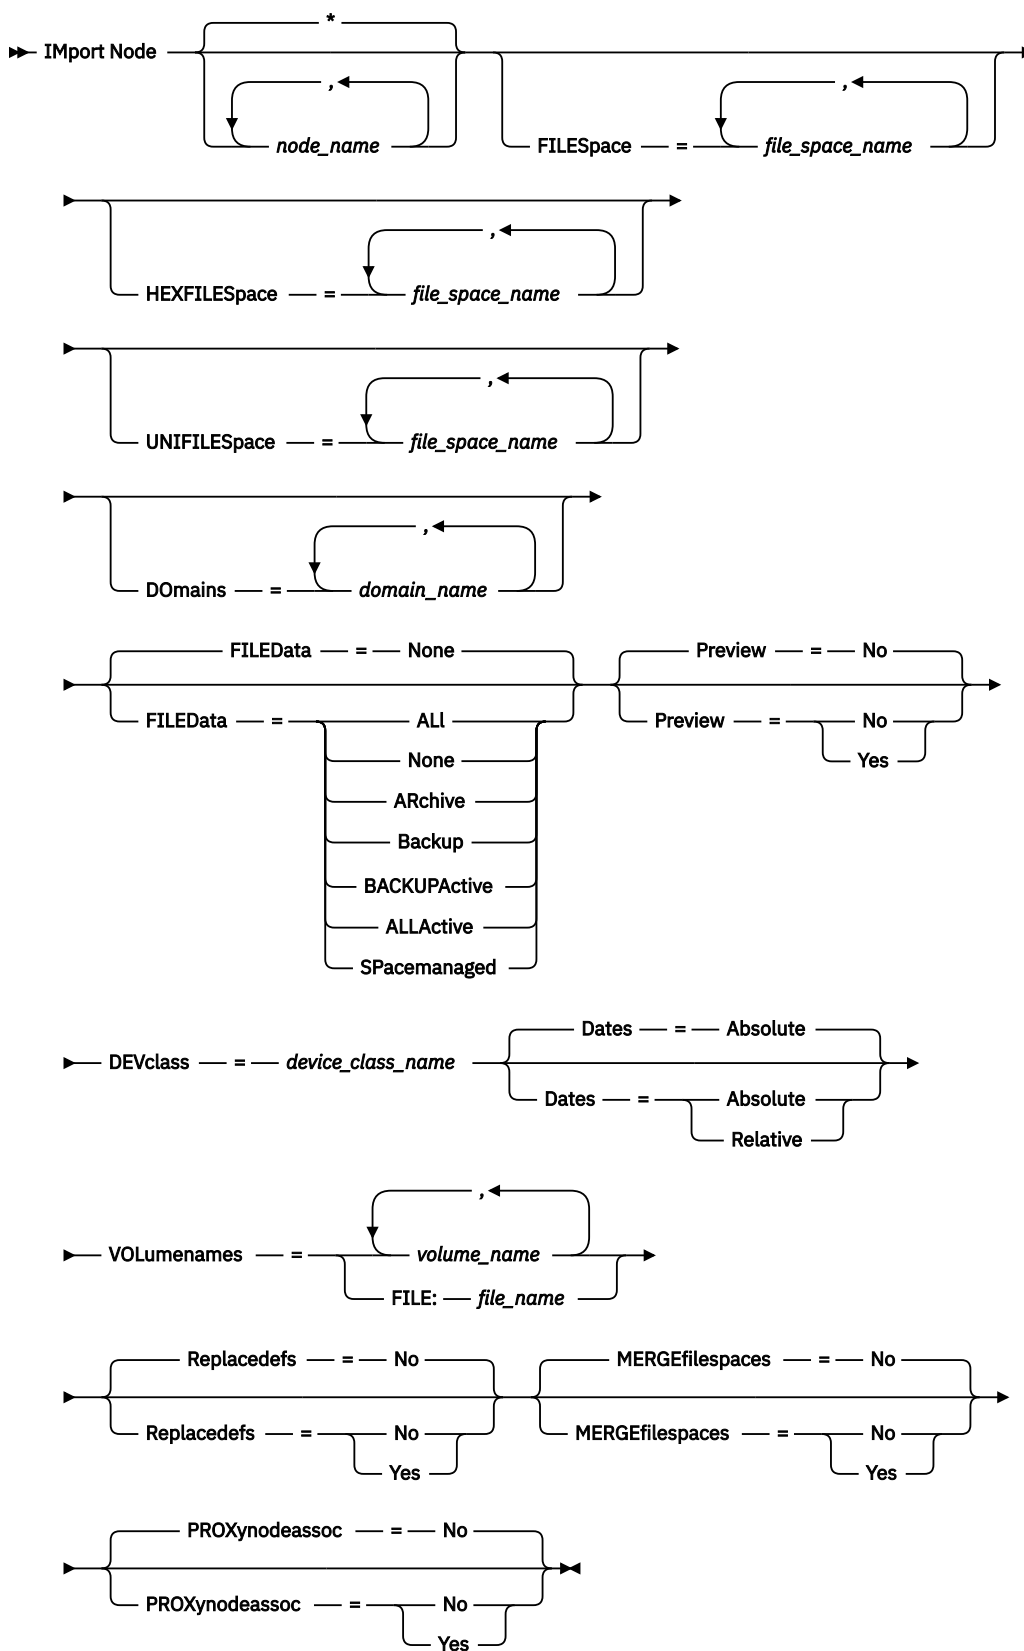 *
IMport Node
,
node_name
,
FILESpace = file_space_name
,
HEXFILESpace = file_space_name
,
UNIFILESpace = file_space_name
,
DOmains = domain_name
FILEData = None
FILEData = ALl
None
ARchive
Backup
BACKUPActive
ALLActive
SPacemanaged
Preview = No
Preview = No
Yes
DEVclass = device_class_name
Dates = Absolute
Dates = Absolute
Relative
,
VOLumenames = volume_name
FILE: file_name
Replacedefs = No
Replacedefs = No
Yes
MERGEfilespaces = No
MERGEfilespaces = No
Yes
PROXynodeassoc = No
PROXynodeassoc = No
Yes